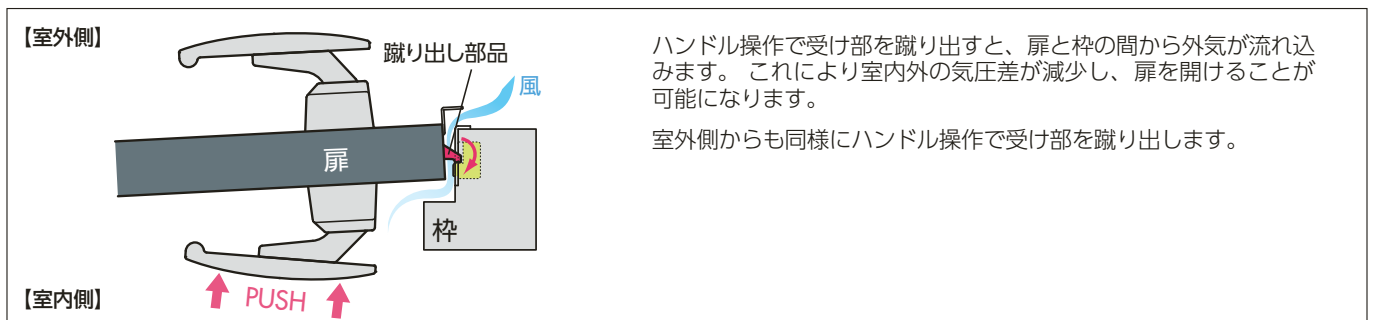 【室外側】
蹴り出し部品
風
扉
枠
【室内側】
PUSH
ハンドル操作で受け部を蹴り出すと、扉と枠の間から外気が流れ込
みます。 これにより室内外の気圧差が減少し、扉を開けることが
可能になります。
室外側からも同様にハンドル操作で受け部を蹴り出します。